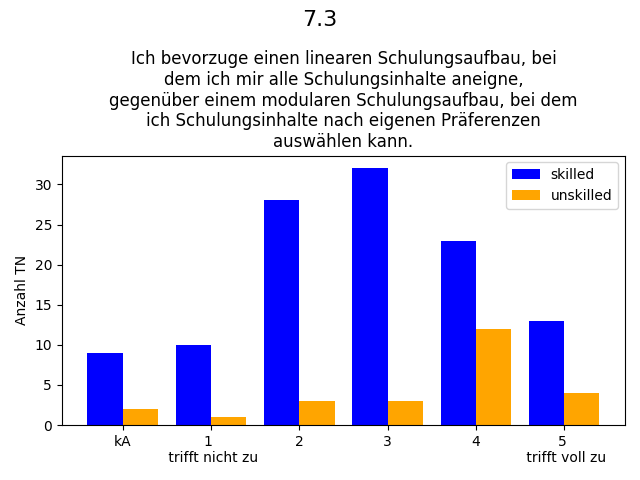 7.3
Ich bevorzuge einen linearen Schulungsaufbau, bei
dem ich mir alle Schulungsinhalte aneigne,
gegenüber einem modularen Schulungsaufbau, bei dem
ich Schulungsinhalte nach eigenen Präferenzen
auswählen kann.
skilled
unskilled
Anzahl TN
30
25
20
15
10
5
0
kA 1 2 3 4 5
trifft nicht zu trifft voll zu